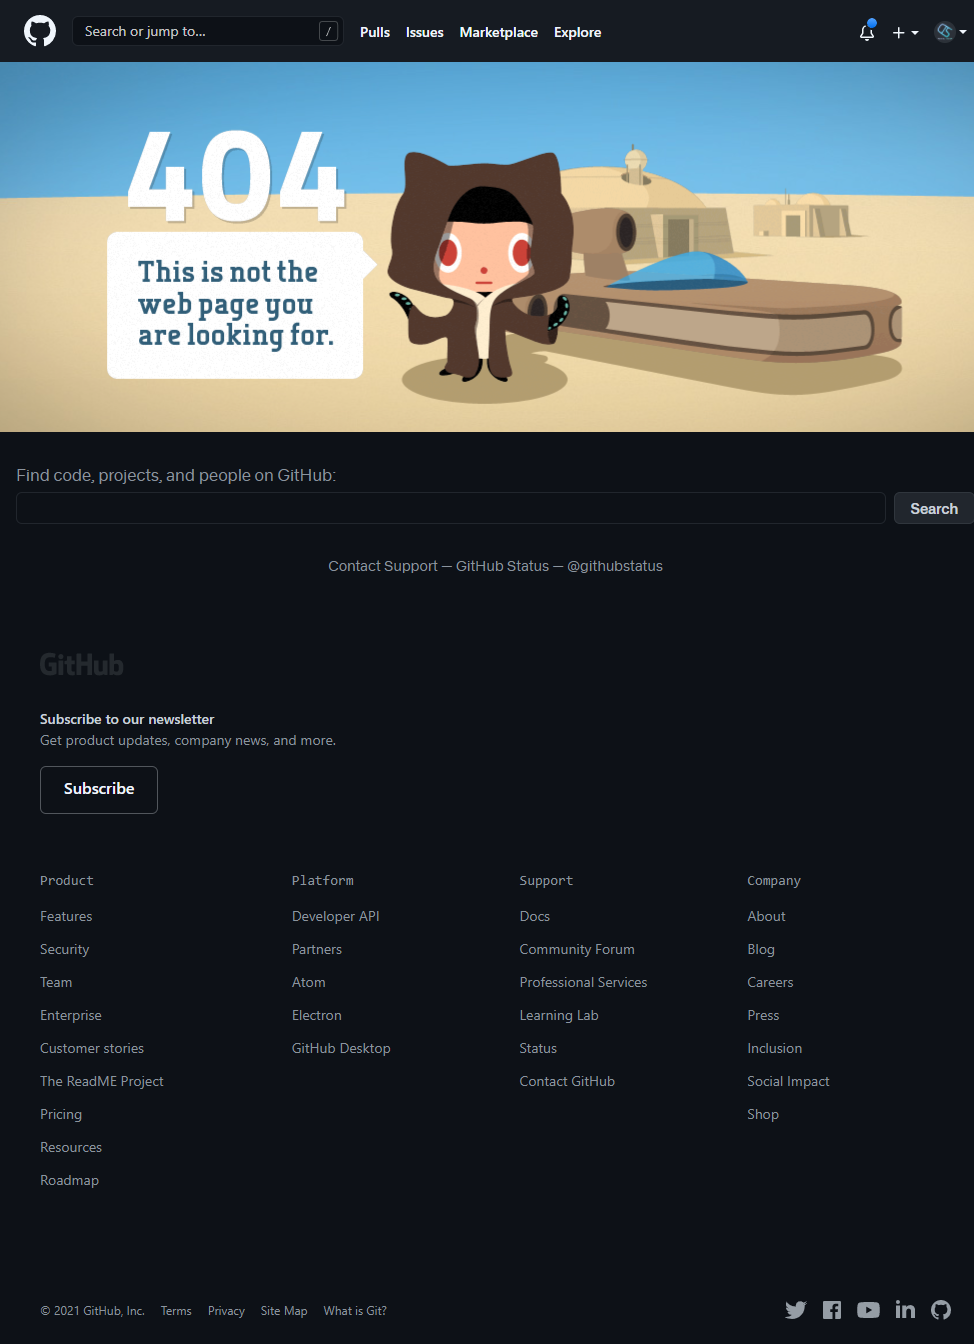 Search or jump to... / Pulls Issues Marketplace Explore
404
This is not the
web page you
are looking for.
Find code, projects, and people on GitHub:
Search
Contact Support — GitHub Status — @githubstatus
GitHub
Subscribe to our newsletter
Get product updates, company news, and more.
Subscribe
Product
Features
Security
Team
Enterprise
Customer stories
The ReadME Project
Pricing
Resources
Roadmap
Platform
Developer API
Partners
Atom
Electron
GitHub Desktop
Support
Docs
Community Forum
Professional Services
Learning Lab
Status
Contact GitHub
Company
About
Blog
Careers
Press
Inclusion
Social Impact
Shop
© 2021 GitHub, Inc. Terms Privacy Site Map What is Git?